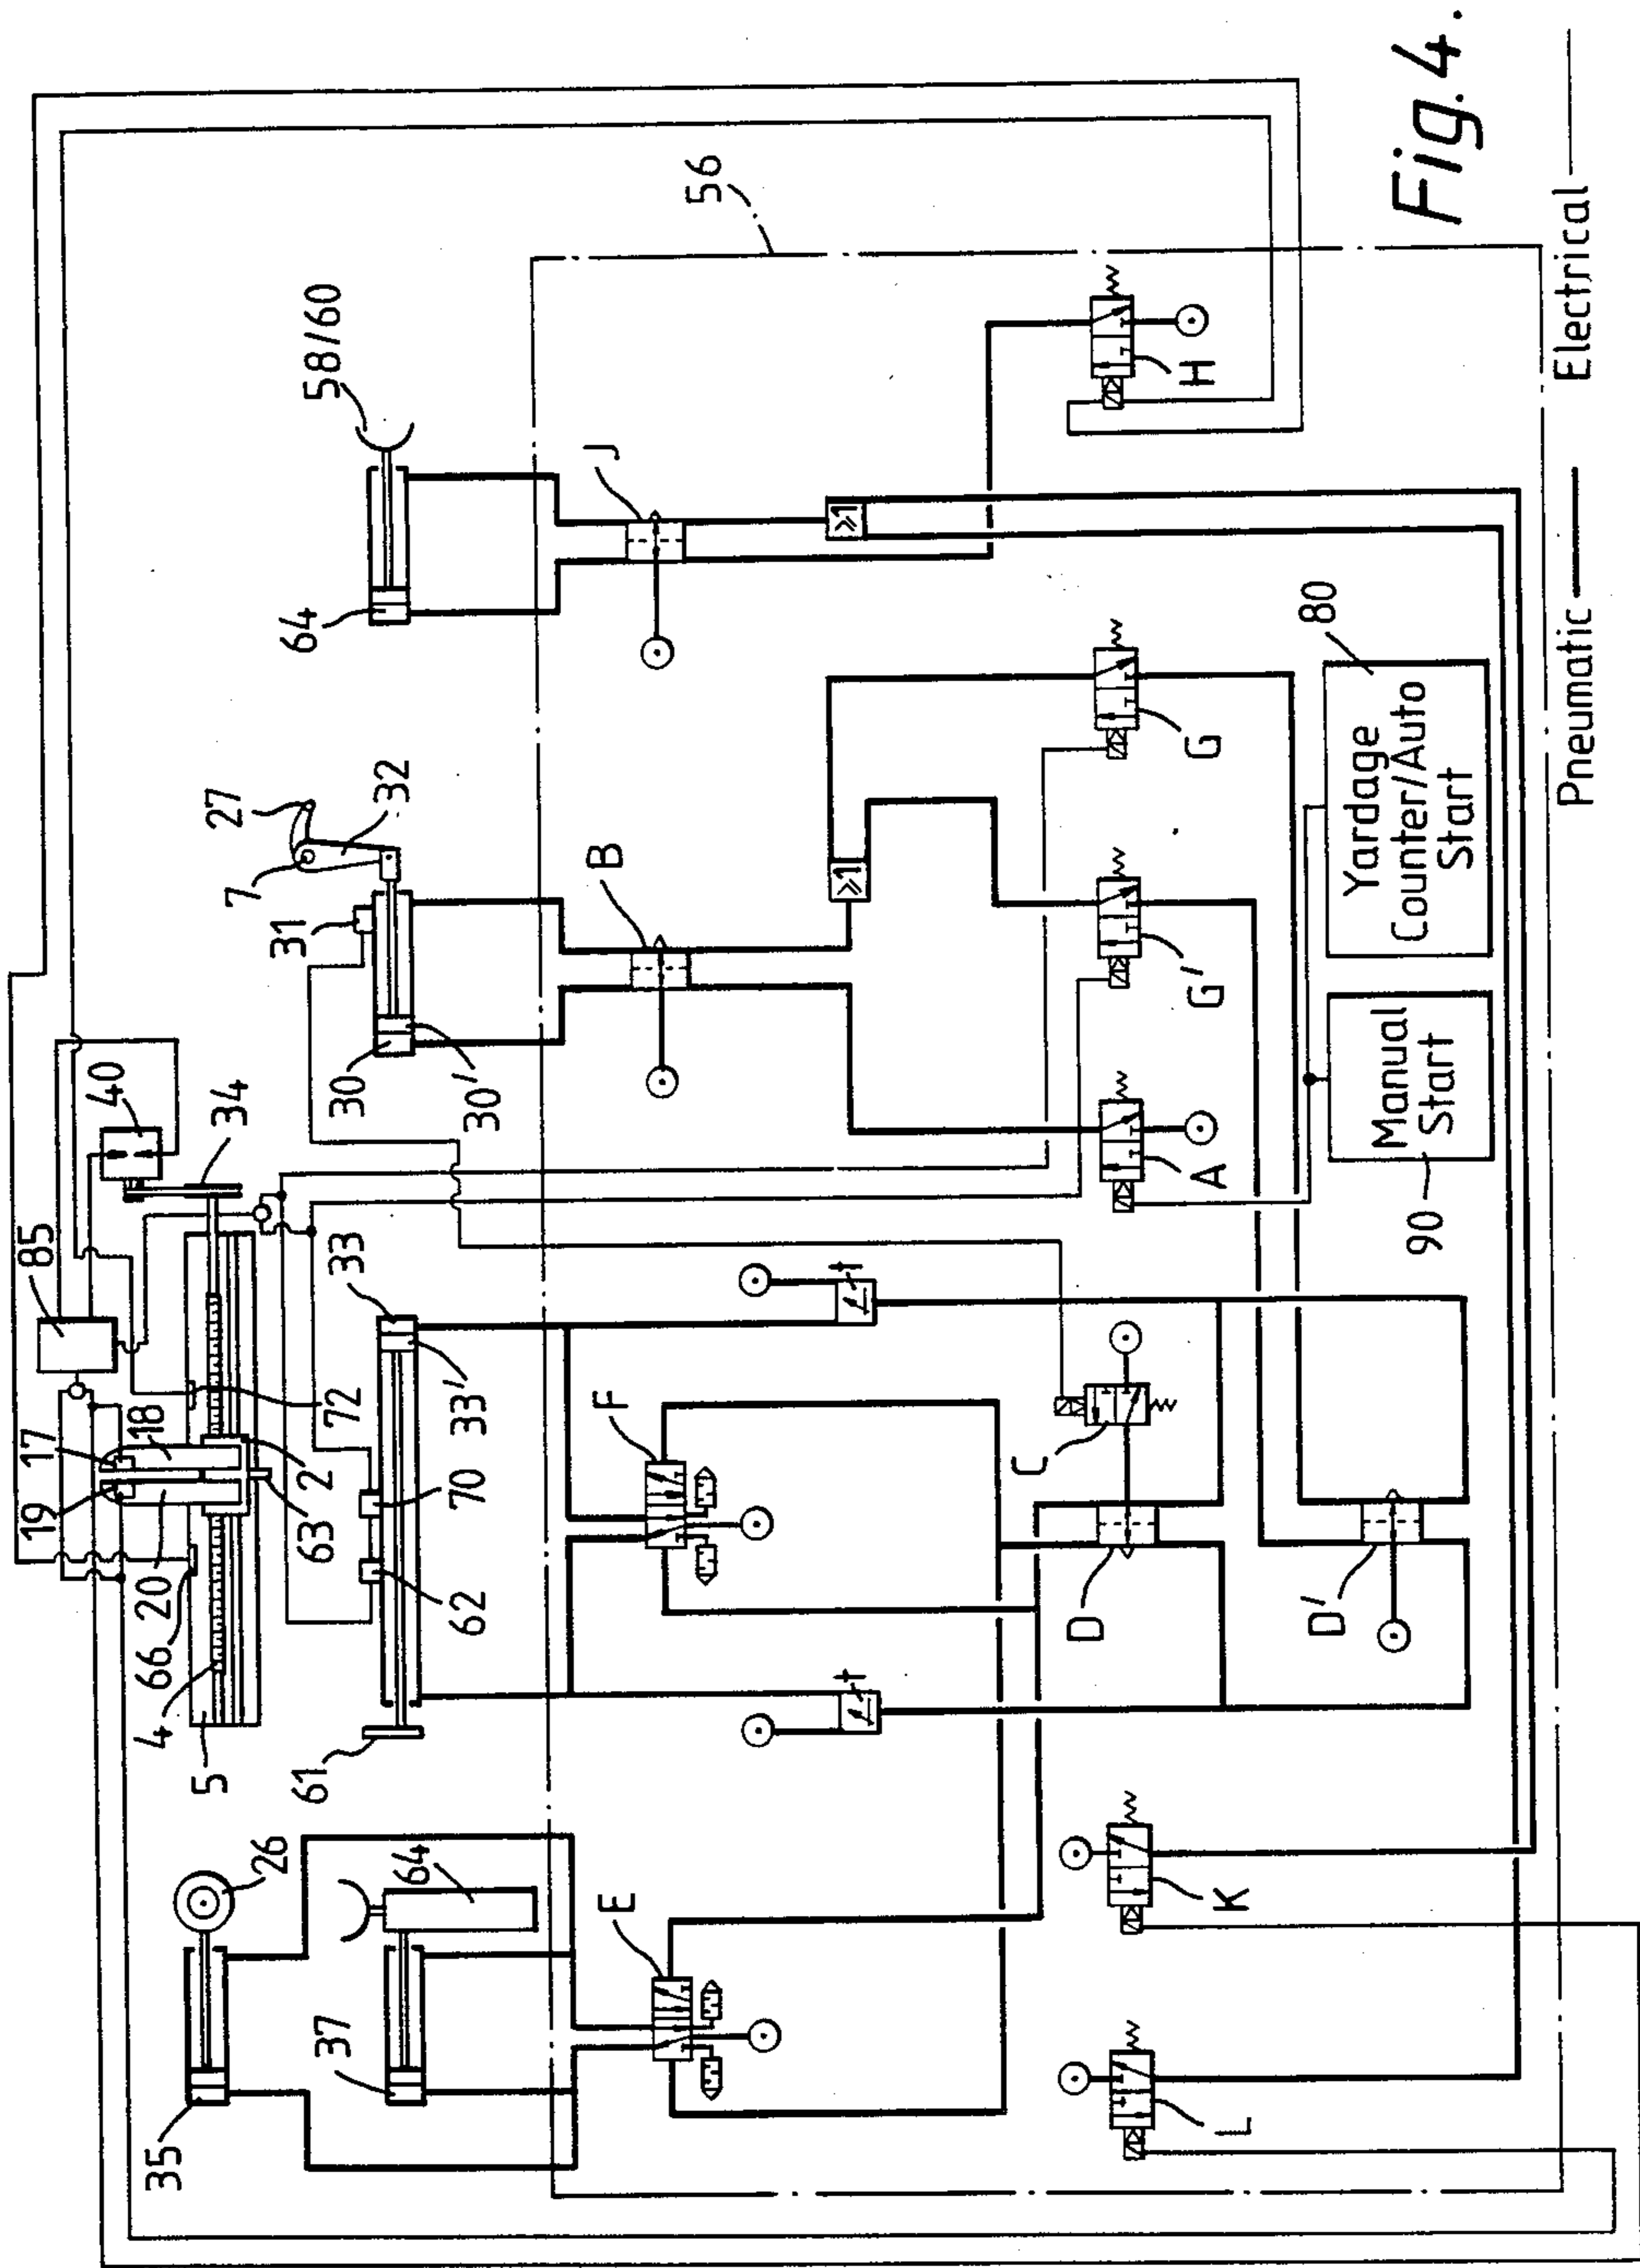 35
26
37
64
E
L
K
61
5
4
66
20
19
17
18
63
2
72
85
40
34
62
70
33
33'
F
t
t
C
D
D'
30
30'
31
7
27
32
B
≥1
A
G'
G
64
58/60
J
≥1
H
56
90
Manual
Start
80
Yardage
Counter/Auto
Start
Pneumatic
Electrical
Fig. 4.